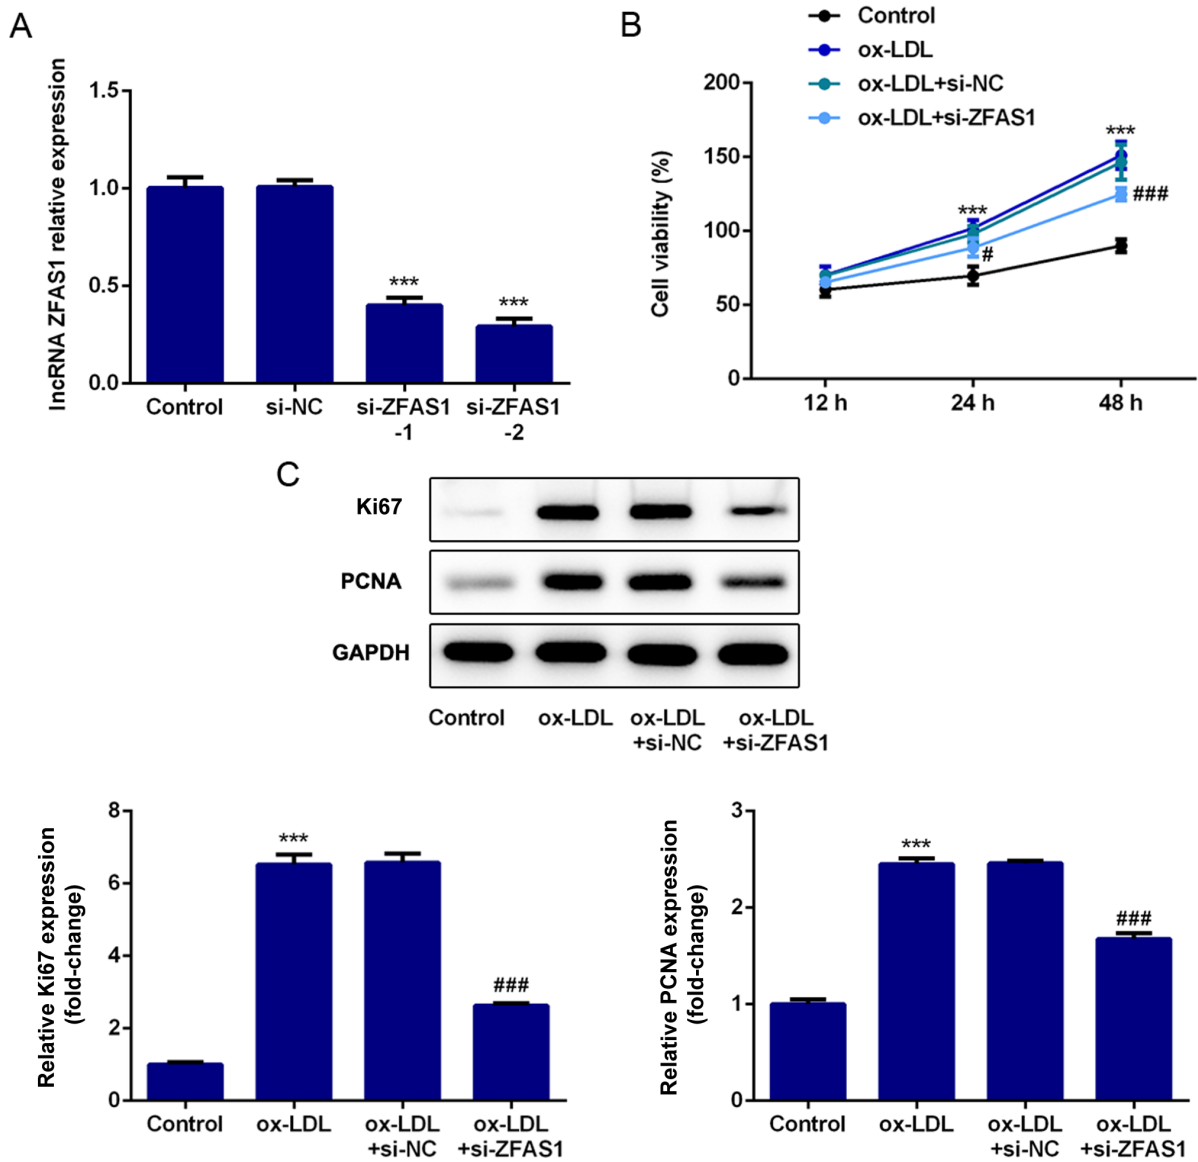 A
lncRNA ZFAS1 relative expression
1.5
1.0
0.5
0.0
***
***
Control
si-NC
si-ZFAS1
-1
si-ZFAS1
-2
B
Control
ox-LDL
ox-LDL+si-NC
ox-LDL+si-ZFAS1
Cell viability (%)
200
150
100
50
0
***
#
***
###
12 h
24 h
48 h
C
Ki67
PCNA
GAPDH
Control
ox-LDL
ox-LDL
+si-NC
ox-LDL
+si-ZFAS1
Relative Ki67 expression
(fold-change)
8
6
4
2
0
***
###
Control
ox-LDL
ox-LDL
+si-NC
ox-LDL
+si-ZFAS1
Relative PCNA expression
(fold-change)
3
2
1
0
***
###
Control
ox-LDL
ox-LDL
+si-NC
ox-LDL
+si-ZFAS1